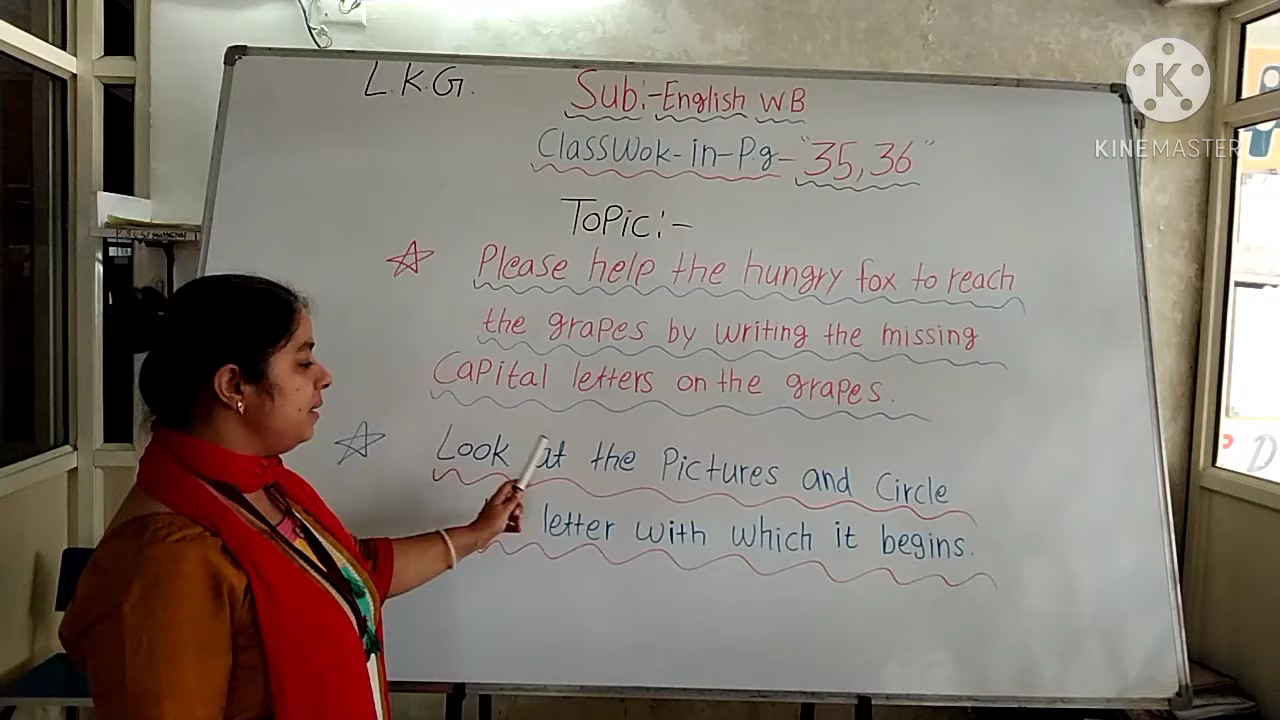 L.K.G.
Sub:-English W.B
ClassWok-in-Pg-"35,36"
Topic:-
Please help the hungry fox to reach
the grapes by writing the missing
Capital letters on the grapes.
Look at the Pictures and Circle
letter with which it begins.
K
KINEMASTER
D